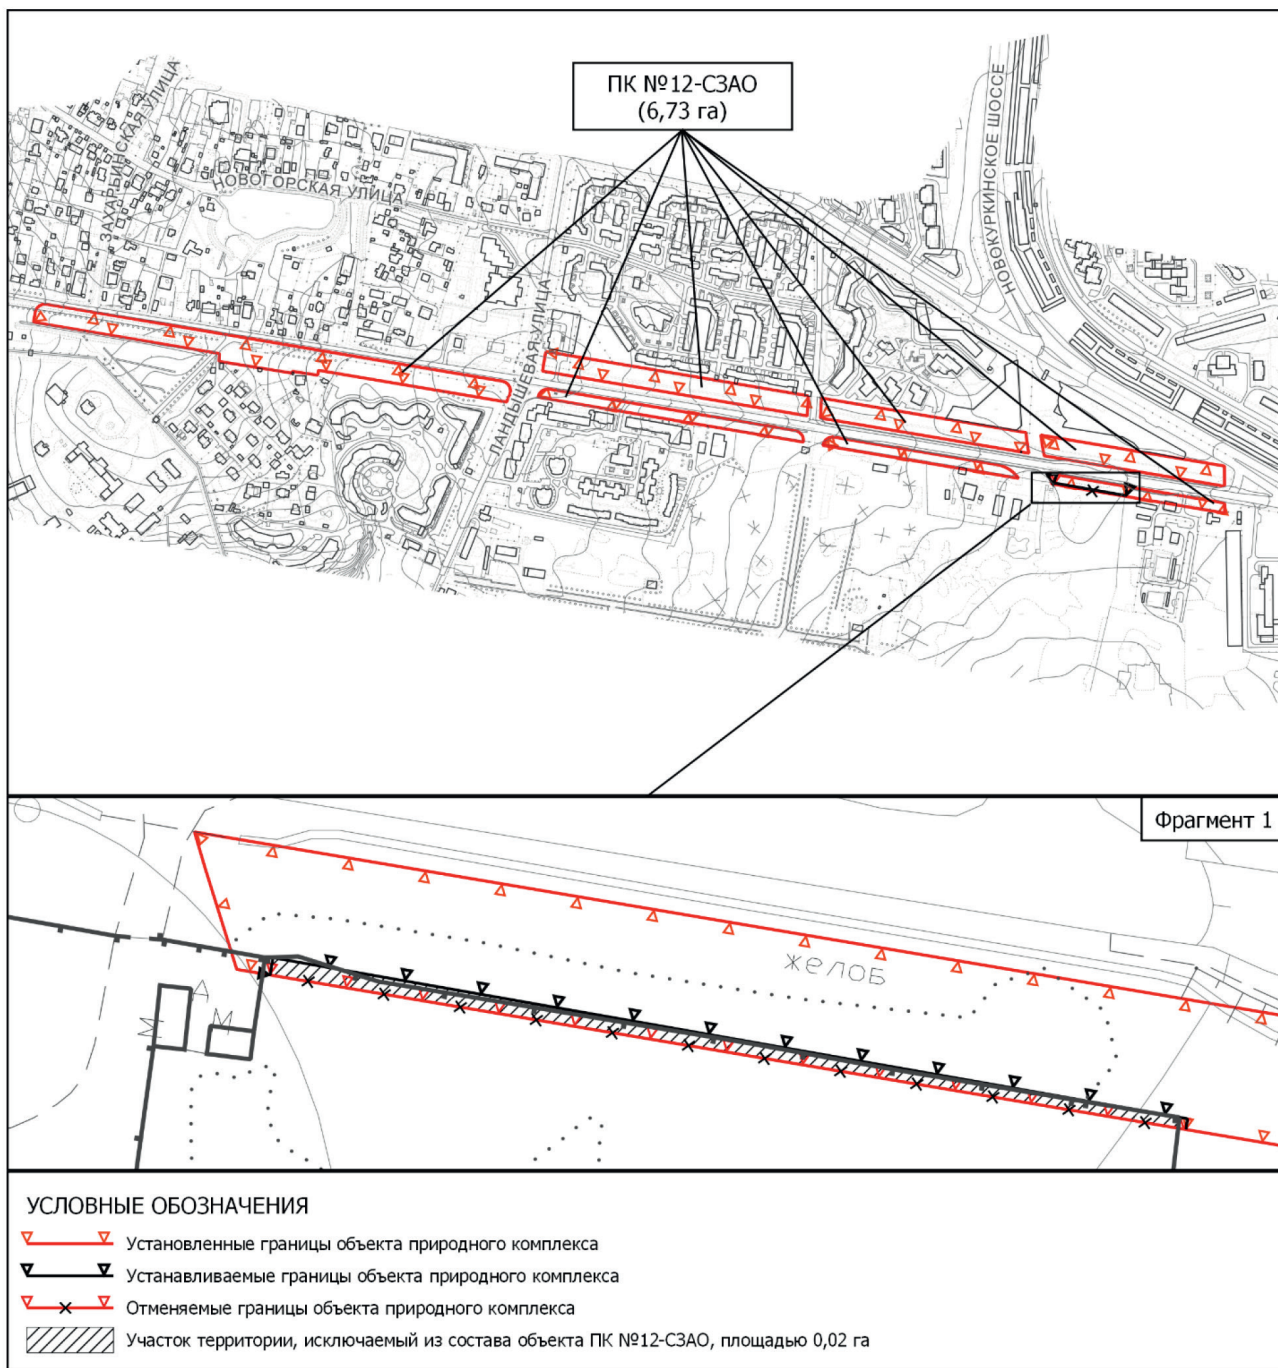 ПК №12-СЗАО
(6,73 га)
ЗАХАРЬИНСКАЯ УЛИЦА
НОВОГОРСКАЯ УЛИЦА
ЛАНДЫШЕВАЯ УЛИЦА
НОВОКУРКИНСКОЕ ШОССЕ
Фрагмент 1
желоб
М
А
М
УСЛОВНЫЕ ОБОЗНАЧЕНИЯ
Установленные границы объекта природного комплекса
Устанавливаемые границы объекта природного комплекса
Отменяемые границы объекта природного комплекса
Участок территории, исключаемый из состава объекта ПК №12-СЗАО, площадью 0,02 га